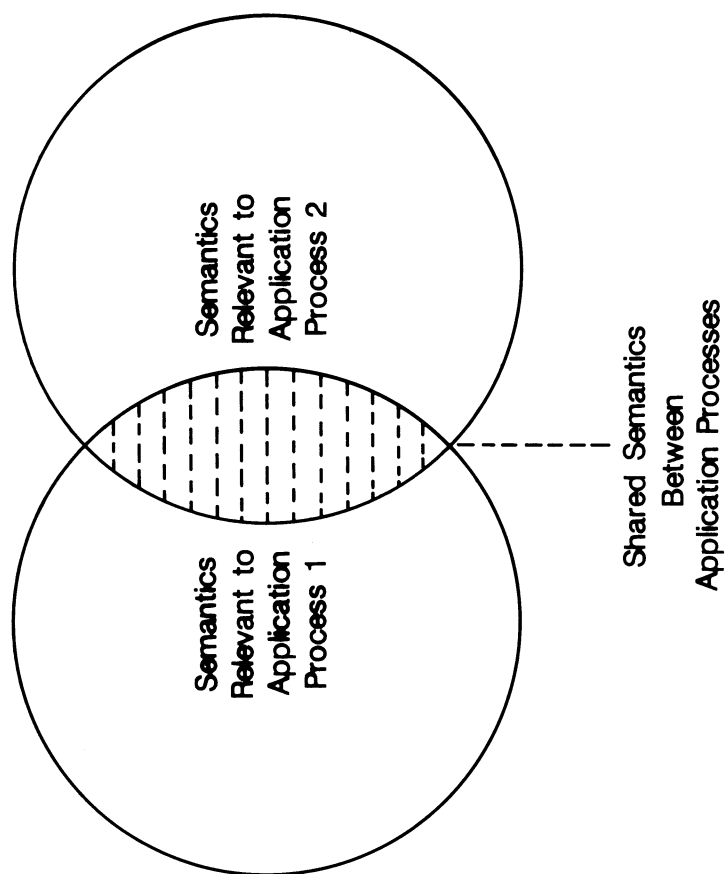 Semantics
Relevant to
Application
Process 1
Semantics
Relevant to
Application
Process 2
Shared Semantics
Between
Application Processes